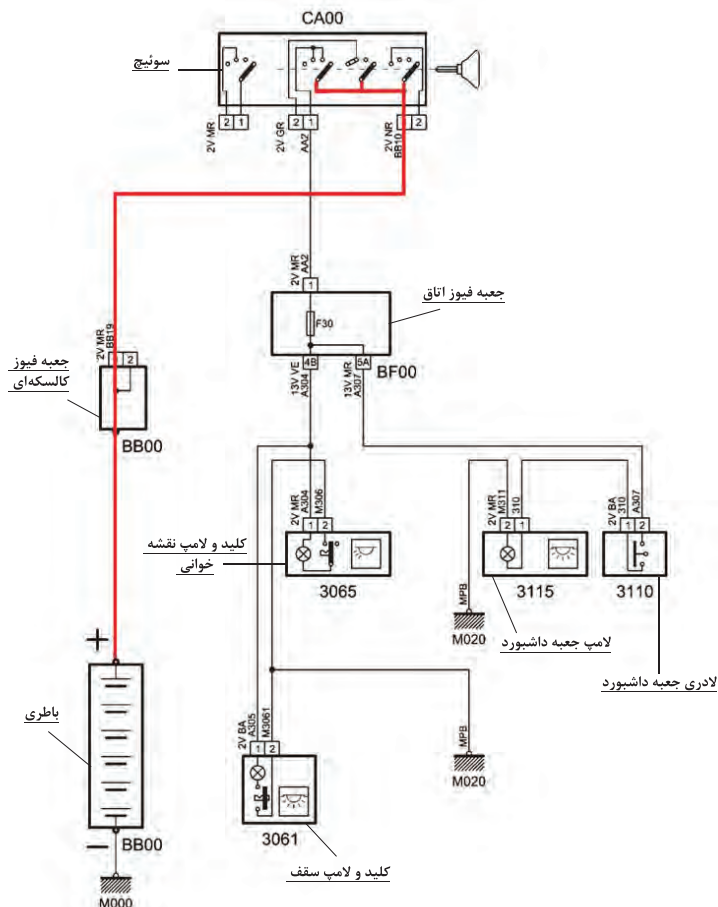 CA00
سوئیچ
2 1
2 1
1 2
2V MR
2V GR
AA2
2V NR
BB10
2V MR
AA2
1
جعبه فیوز اتاق
F30
4B
5A
BF00
13V VE
A304
13V MR
A307
2V MR
BB19
2
جعبه فیوز
کالسکه‌ای
BB00
2V MR
A304
M306
1 2
R
کلید و لامپ نقشه
خوانی
3065
2V MR
M311
310
2 1
3115
2V BA
310
A307
1 2
3110
MPB
M020
لامپ جعبه داشبورد
لادری جعبه داشبورد
+
باطری
–
BB00
M000
2V BA
A305
M3061
1 2
R
3061
کلید و لامپ سقف
MPB
M020